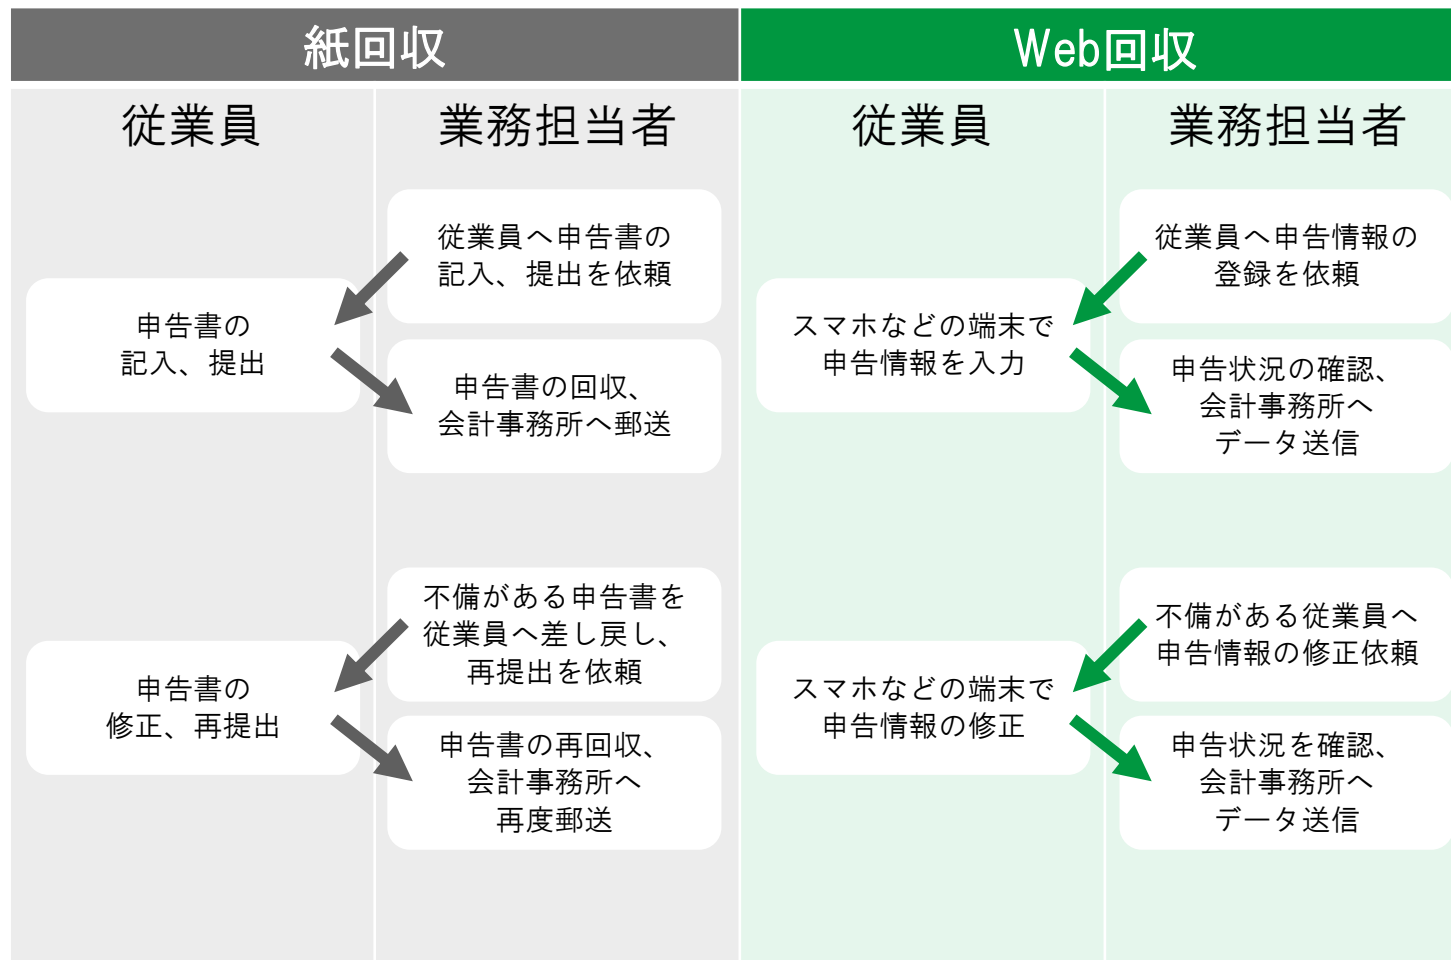 紙回収
Web回収
従業員
業務担当者
従業員
業務担当者
従業員へ申告書の
記入、提出を依頼
申告書の
記入、提出
申告書の回収、
会計事務所へ郵送
不備がある申告書を
従業員へ差し戻し、
再提出を依頼
申告書の
修正、再提出
申告書の再回収、
会計事務所へ
再度郵送
従業員へ申告情報の
登録を依頼
スマホなどの端末で
申告情報を入力
申告状況の確認、
会計事務所へ
データ送信
不備がある従業員へ
申告情報の修正依頼
スマホなどの端末で
申告情報の修正
申告状況を確認、
会計事務所へ
データ送信